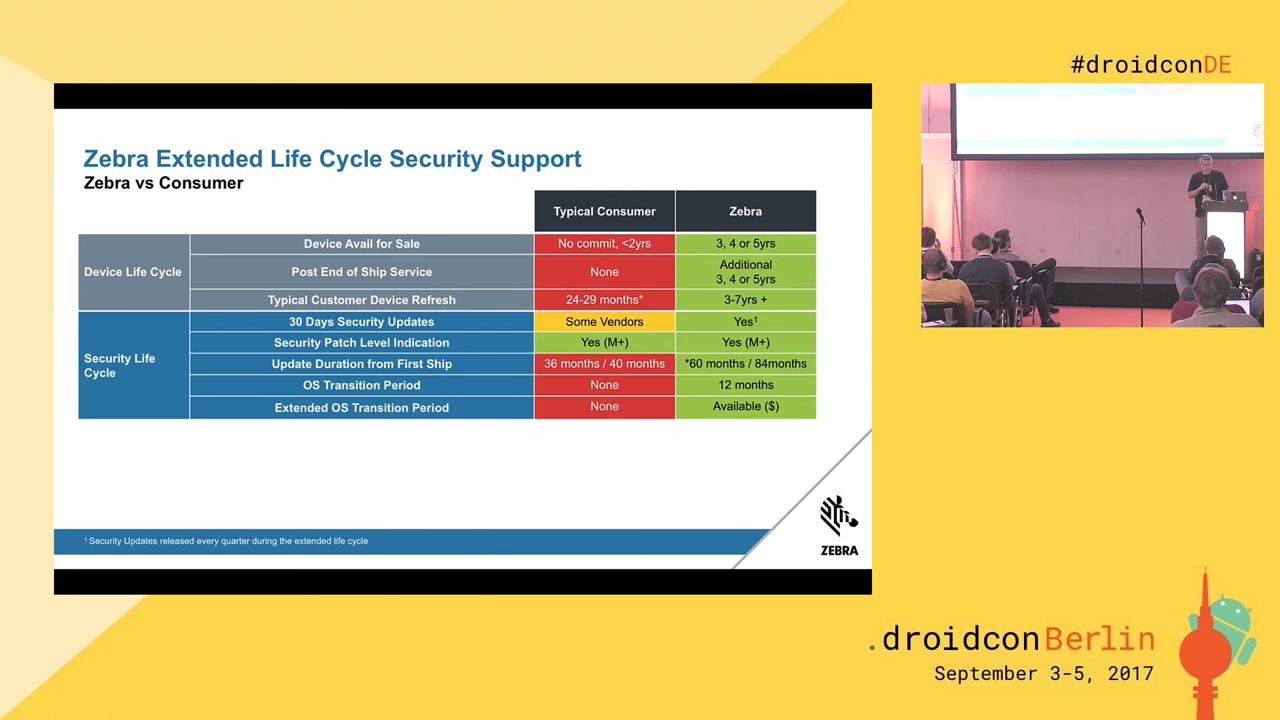 #droidconDE
Zebra Extended Life Cycle Security Support
Zebra vs Consumer
Typical Consumer
Zebra
Device Life Cycle
Device Avail for Sale
No commit, <2yrs
3, 4 or 5yrs
Post End of Ship Service
None
Additional
3, 4 or 5yrs
Typical Customer Device Refresh
24-29 months*
3-7yrs +
Security Life
Cycle
30 Days Security Updates
Some Vendors
Yes¹
Security Patch Level Indication
Yes (M+)
Yes (M+)
Update Duration from First Ship
36 months / 40 months
*60 months / 84months
OS Transition Period
None
12 months
Extended OS Transition Period
None
Available ($)
¹ Security Updates released every quarter during the extended life cycle
ZEBRA
.droidconBerlin
September 3-5, 2017